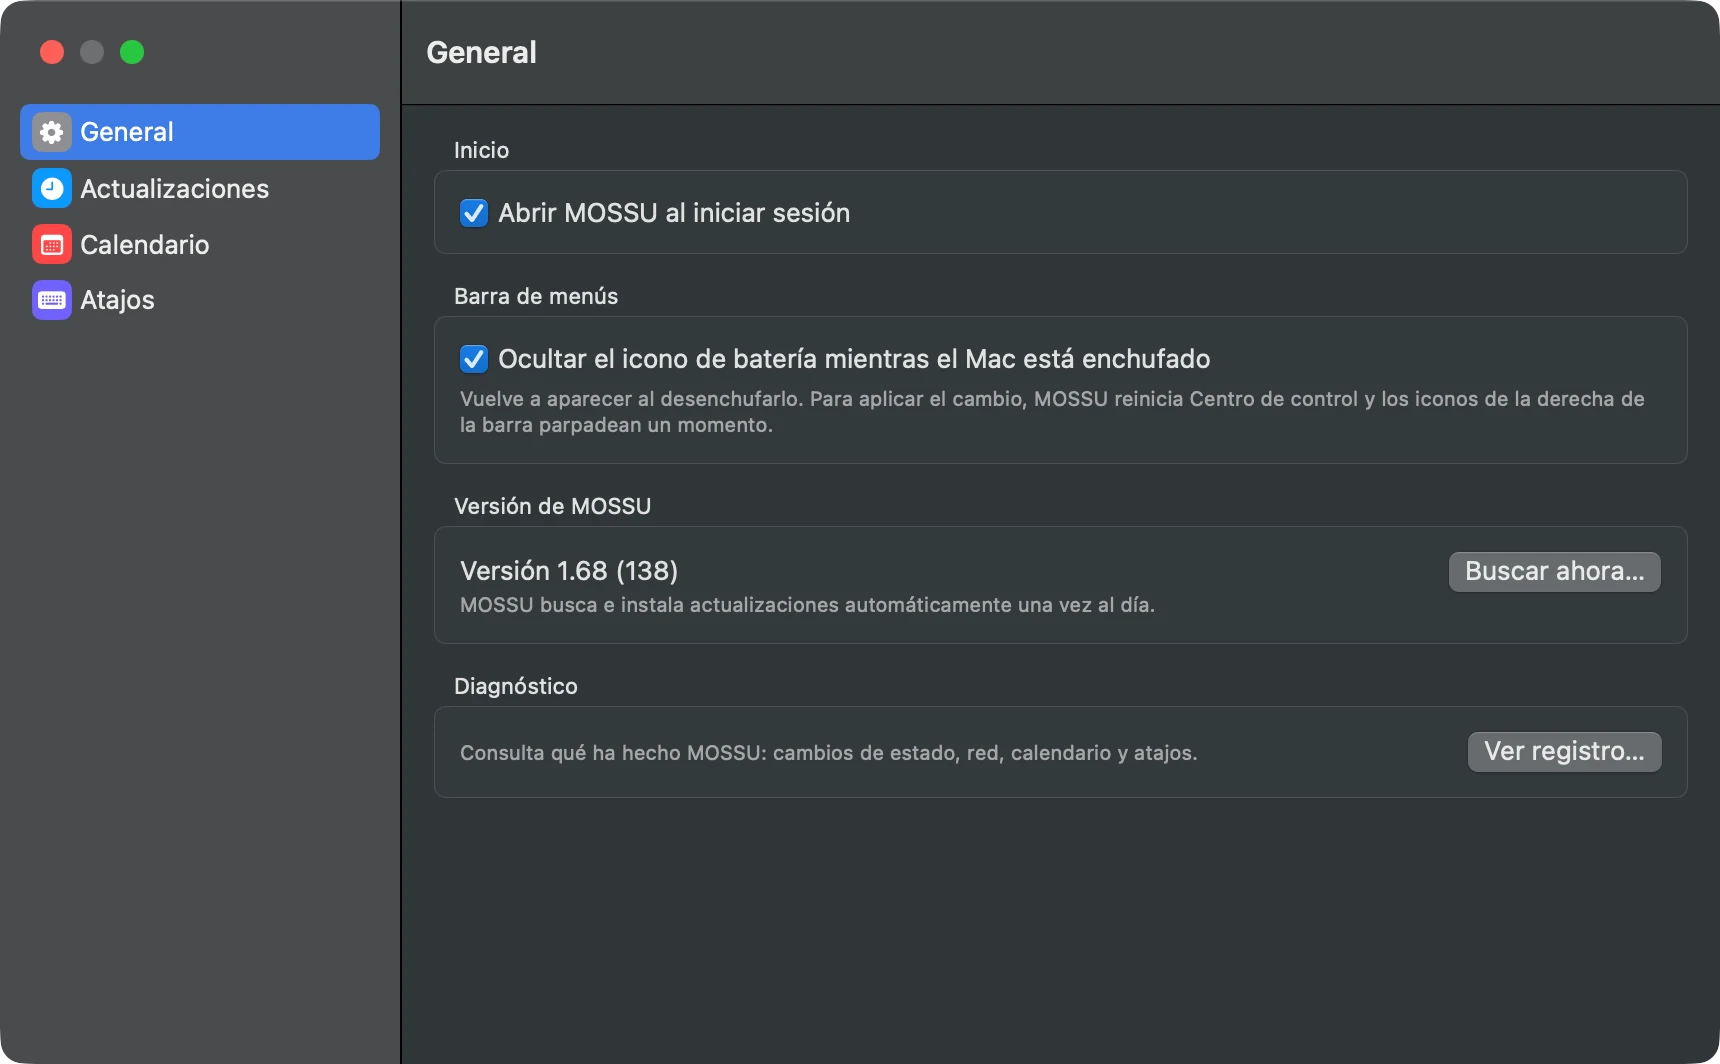 General
Actualizaciones
Calendario
Atajos
General
Inicio
Abrir MOSSU al iniciar sesión
Barra de menús
Ocultar el icono de batería mientras el Mac está enchufado
Vuelve a aparecer al desenchufarlo. Para aplicar el cambio, MOSSU reinicia Centro de control y los iconos de la derecha de
la barra parpadean un momento.
Versión de MOSSU
Versión 1.68 (138)
Buscar ahora...
MOSSU busca e instala actualizaciones automáticamente una vez al día.
Diagnóstico
Consulta qué ha hecho MOSSU: cambios de estado, red, calendario y atajos.
Ver registro...